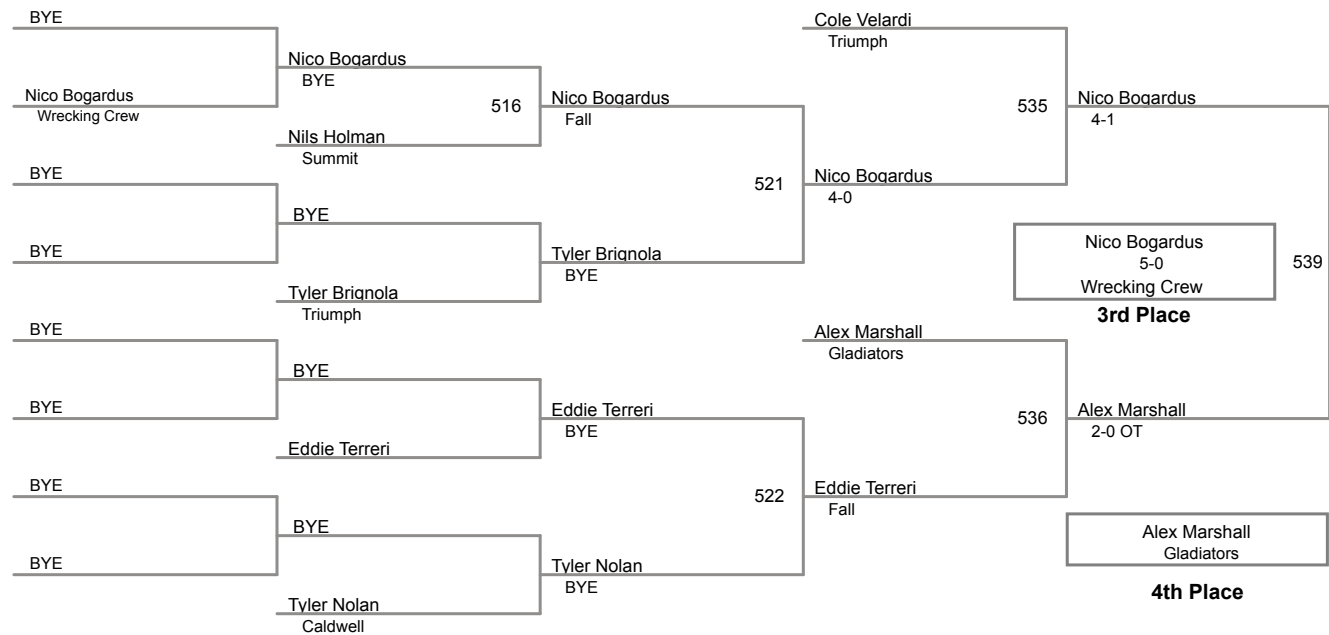 BYE
Nico Bogardus
Wrecking Crew
BYE
BYE
BYE
BYE
BYE
BYE
Nico Bogardus
BYE
Nils Holman
Summit
BYE
Tyler Brignola
Triumph
BYE
Eddie Terreri
BYE
Tyler Nolan
Caldwell
516
Nico Bogardus
Fall
Tyler Brignola
BYE
Eddie Terreri
BYE
Tyler Nolan
BYE
521
522
Cole Velardi
Triumph
Nico Bogardus
4-0
Alex Marshall
Gladiators
Eddie Terreri
Fall
535
536
Nico Bogardus
4-1
Alex Marshall
2-0 OT
539
Nico Bogardus
5-0
Wrecking Crew
3rd Place
Alex Marshall
Gladiators
4th Place